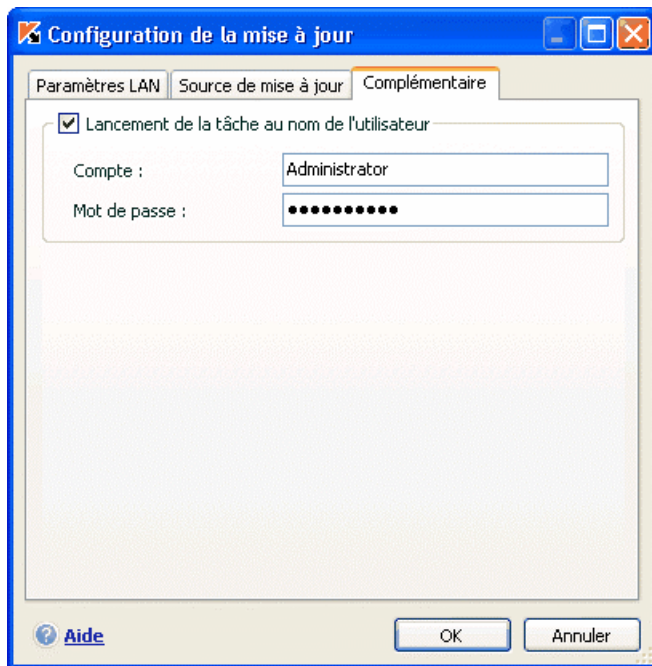 Configuration de la mise à jour
Paramètres LAN Source de mise à jour Complémentaire
Lancement de la tâche au nom de l'utilisateur
Compte : Administrator
Mot de passe : ●●●●●●●●●●
Aide OK Annuler